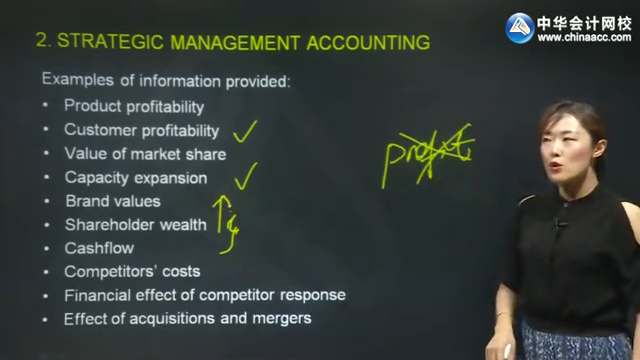 中华会计网校
www.chinaacc.com
2. STRATEGIC MANAGEMENT ACCOUNTING
Examples of information provided:
• Product profitability
• Customer profitability
• Value of market share
• Capacity expansion
• Brand values
• Shareholder wealth
• Cashflow
• Competitors' costs
• Financial effect of competitor response
• Effect of acquisitions and mergers
profit